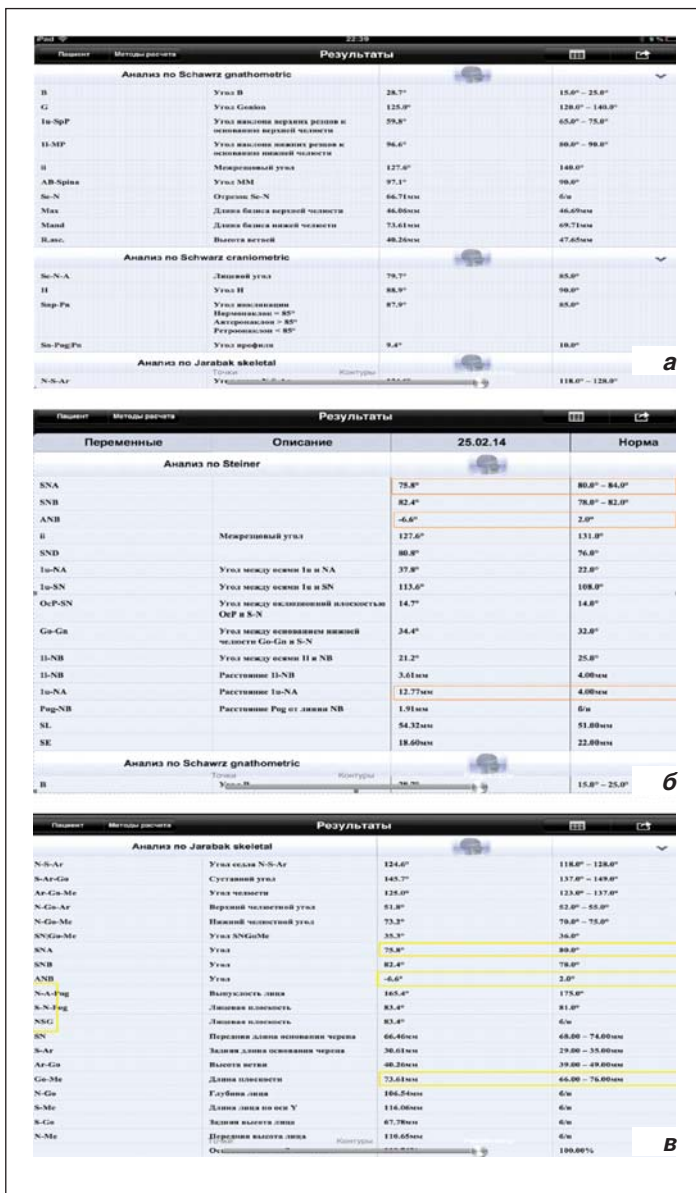 iPad 22:39
Пациент Методы расчета Результаты
Анализ по Schawrz gnathometric
B Угол B 28.7° 15.0° – 25.0°
G Угол Gonion 125.0° 120.0° – 140.0°
1u-SpP Угол наклона верхних резцов к 59.8° 65.0° – 75.0°
основанию верхней челюсти
1l-MP Угол наклона нижних резцов к 96.6° 80.0° – 90.0°
основанию нижней челюсти
ii Межрезцовый угол 127.6° 140.0°
AB-Spina Угол ММ 97.1° 90.0°
Se-N Отрезок Se-N 66.71мм б/н
Max Длина базиса верхней челюсти 46.06мм 46.69мм
Mand Длина базиса нижей челюсти 73.61мм 69.71мм
R.asc. Высота ветвей 40.26мм 47.65мм
Анализ по Schwarz craniometric
Se-N-A Лицевой угол 79.7° 85.0°
H Угол H 88.9° 90.0°
Snp-Pn Угол инклинации 87.9° 85.0°
Нормонаклон = 85°
Антеронаклон > 85°
Ретронаклон < 85°
Sn-Pog|Pn Угол профиля 9.4° 10.0°
Анализ по Jarabak skeletal
Точки Контуры
N-S-Ar 118.0° – 128.0°
а
Пациент Методы расчета Результаты
Переменные Описание 25.02.14 Норма
Анализ по Steiner
SNA 75.8° 80.0° – 84.0°
SNB 82.4° 78.0° – 82.0°
ANB -6.6° 2.0°
ii Межрезцовый угол 127.6° 131.0°
SND 80.8° 76.0°
1u-NA Угол между осями 1u и NA 37.8° 22.0°
1u-SN Угол между осями 1u и SN 113.6° 108.0°
OcP-SN Угол между оклюзионний плоскостью 14.7° 14.0°
OcP и S-N
Go-Gn Угол между основанием нижней 34.4° 32.0°
челюсти Go-Gn и S-N
1l-NB Угол между осями 1l и NB 21.2° 25.0°
1l-NB Расстояние 1l-NB 3.61мм 4.00мм
1u-NA Расстояние 1u-NA 12.77мм 4.00мм
Pog-NB Расстояние Pog от линии NB 1.91мм б/н
SL 54.32мм 51.00мм
SE 18.60мм 22.00мм
Анализ по Schawrz gnathometric
Точки Контуры
B 15.0° – 25.0°
б
Пациент Методы расчета Результаты
Анализ по Jarabak skeletal
N-S-Ar Угол седла N-S-Ar 124.6° 118.0° – 128.0°
S-Ar-Go Суставной угол 145.7° 137.0° – 149.0°
Ar-Go-Me Угол челюсти 125.0° 123.0° – 137.0°
N-Go-Ar Верхний челюстной угол 51.8° 52.0° – 55.0°
N-Go-Me Нижний челюстной угол 73.2° 70.0° – 75.0°
SN|Go-Me Угол SNGoMe 35.3° 36.0°
SNA Угол 75.8° 80.0°
SNB Угол 82.4° 78.0°
ANB Угол -6.6° 2.0°
N-A-Pog Выпуклость лица 165.4° 175.0°
S-N-Pog Лицевая плоскость 83.4° 81.0°
NSG Лицевая плоскость 83.4° б/н
SN Передняя длина основания черепа 66.46мм 68.00 – 74.00мм
S-Ar Задняя длина основания черепа 30.61мм 29.00 – 35.00мм
Ar-Go Высота ветви 40.26мм 39.00 – 49.00мм
Go-Me Длина плоскости 73.61мм 66.00 – 76.00мм
N-Go Глубина лица 106.54мм б/н
S-Me Длина лица по оси Y 116.06мм б/н
S-Go Задняя высота лица 67.78мм б/н
N-Me Передняя высота лица 110.65мм б/н
Контуры
100.00%
в